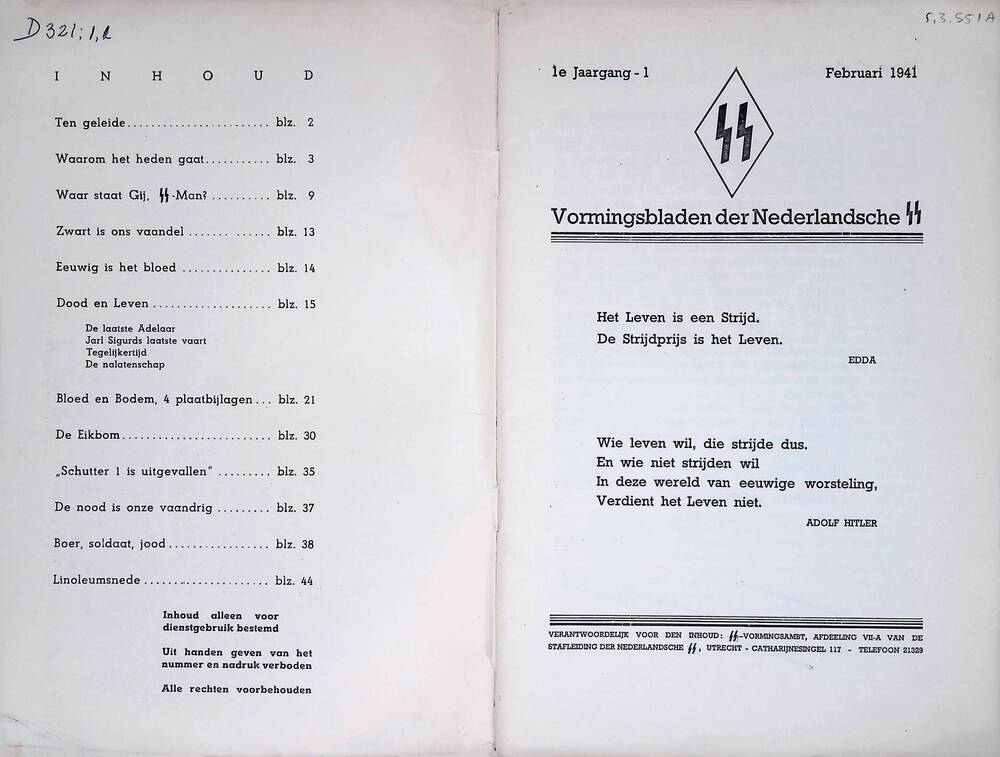 D 321: 1,1
I N H O U D
Ten geleide........................ blz. 2
Waarom het heden gaat........... blz. 3
Waar staat Gij, SS-Man? .......... blz. 9
Zwart is ons vaandel ....... ...... blz. 13
Eeuwig is het bloed ............... blz. 14
Dood en Leven .................... blz. 15
De laatste Adelaar
Jarl Sigurds laatste vaart
Tegelijkertijd
De nalatenschap
Bloed en Bodem, 4 plaatbijlagen... blz. 21
De Eikbom......................... blz. 30
„Schutter 1 is uitgevallen" ......... blz. 35
De nood is onze vaandrig ......... blz. 37
Boer, soldaat, jood................. blz. 38
Linoleumsnede ..................... blz. 44
Inhoud alleen voor
dienstgebruik bestemd
Uit handen geven van het
nummer en nadruk verboden
Alle rechten voorbehouden
5.3.551A
1e Jaargang - 1 Februari 1941
SS
Vormingsbladen der Nederlandsche SS
Het Leven is een Strijd.
De Strijdprijs is het Leven.
EDDA
Wie leven wil, die strijde dus.
En wie niet strijden wil
In deze wereld van eeuwige worsteling,
Verdient het Leven niet.
ADOLF HITLER
VERANTWOORDELIJK VOOR DEN INHOUD: SS-VORMINGSAMBT, AFDEELING VII-A VAN DE
STAFLEIDING DER NEDERLANDSCHE SS, UTRECHT - CATHARIJNESINGEL 117 - TELEFOON 21329